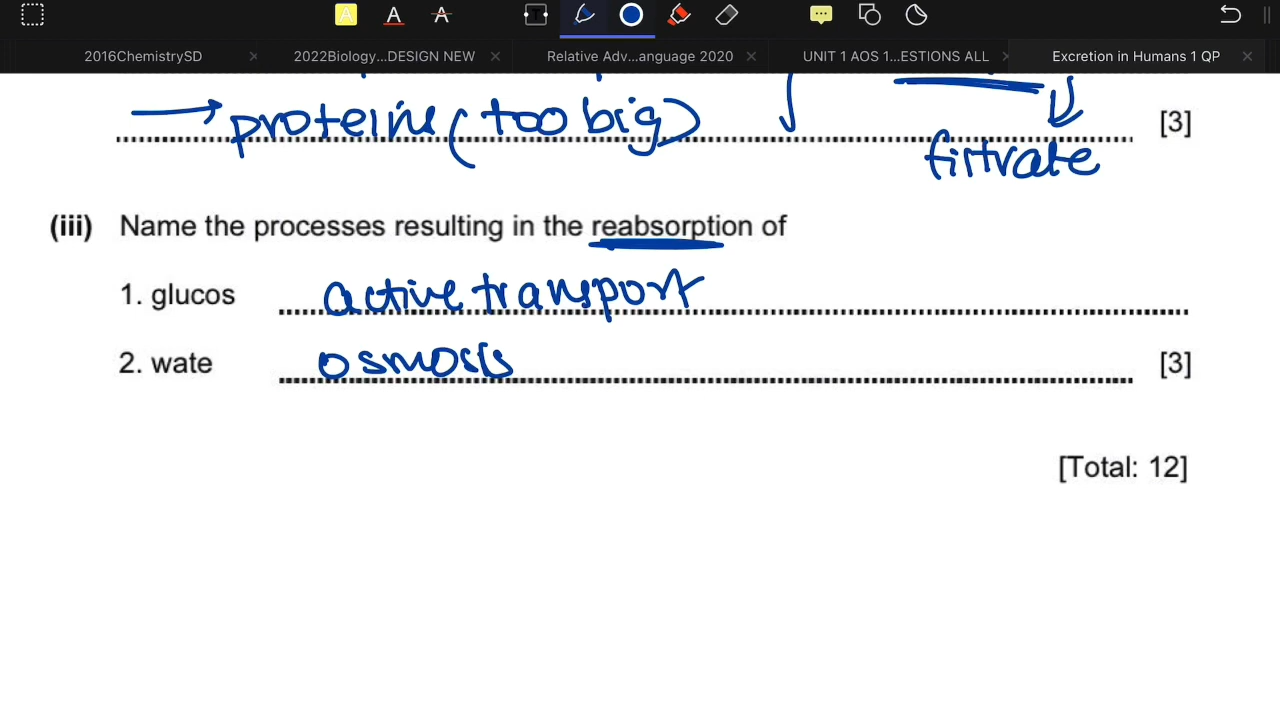 A A A T
2016ChemistrySD × 2022Biology...DESIGN NEW × Relative Adv...anguage 2020 × UNIT 1 AOS 1...ESTIONS ALL × Excretion in Humans 1 QP ×
→ proteins (too big) [3]
firtrate
(iii) Name the processes resulting in the reabsorption of
1. glucos active transport
2. wate osmosis [3]
[Total: 12]